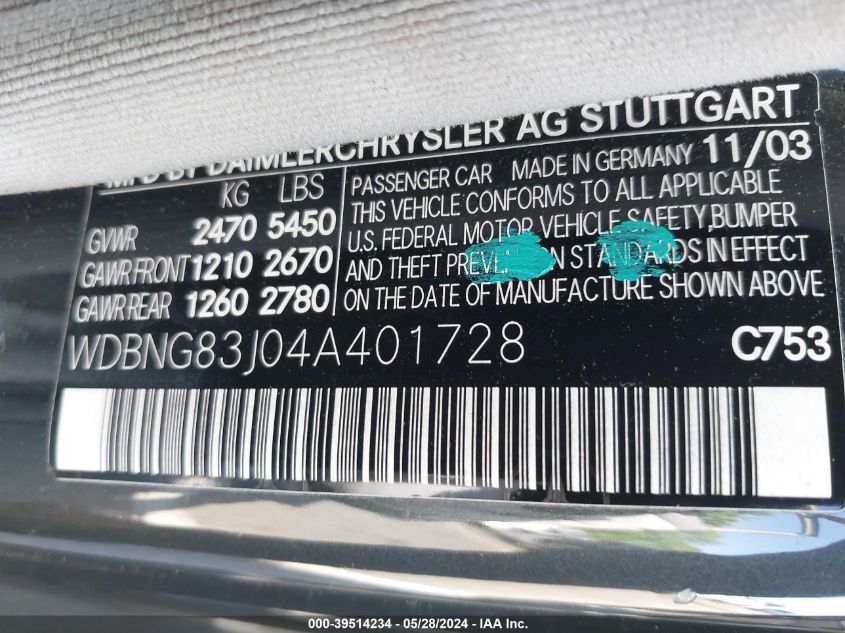 MFD BY DAIMLERCHRYSLER AG STUTTGART
KG LBS
GVWR 2470 5450
GAWR FRONT 1210 2670
GAWR REAR 1260 2780
PASSENGER CAR MADE IN GERMANY 11/03
THIS VEHICLE CONFORMS TO ALL APPLICABLE
U.S. FEDERAL MOTOR VEHICLE SAFETY, BUMPER
AND THEFT PREVE N STANDARDS IN EFFECT
ON THE DATE OF MANUFACTURE SHOWN ABOVE
WDBNG83J04A401728 C753
000-39514234 - 05/28/2024 - IAA Inc.